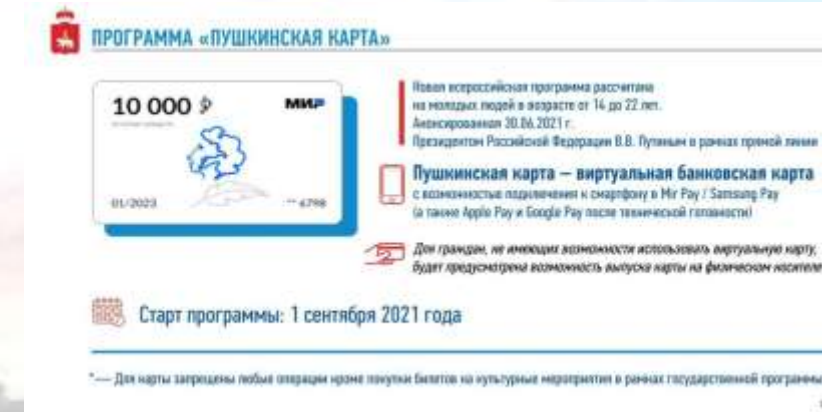 ПРОГРАММА «ПУШКИНСКАЯ КАРТА»
10 000 ₽
МИР
01/2023
** 6798
Новая всероссийская программа рассчитана
на молодых людей в возрасте от 14 до 22 лет.
Анонсированная 30.06.2021 г.
Президентом Российской Федерации В.В. Путиным в рамках прямой линии
Пушкинская карта — виртуальная банковская карта
с возможностью подключения к смартфону в Mir Pay / Samsung Pay
(а также Apple Pay и Google Pay после технической готовности)
Для граждан, не имеющих возможности использовать виртуальную карту,
будет предусмотрена возможность выпуска карты на физическом носителе
Старт программы: 1 сентября 2021 года
*— Для карты запрещены любые операции кроме покупки билетов на культурные мероприятия в рамках государственной программы